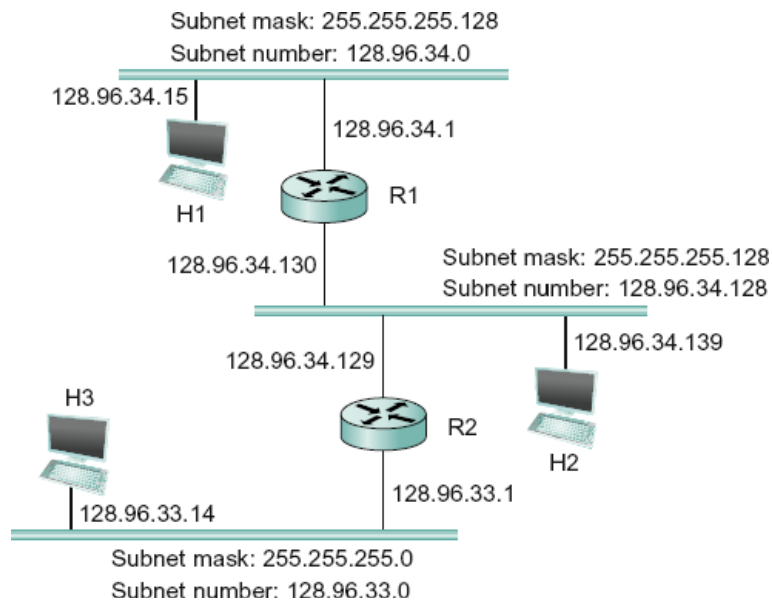 Subnet mask: 255.255.255.128
Subnet number: 128.96.34.0
128.96.34.15
128.96.34.1
R1
H1
128.96.34.130
Subnet mask: 255.255.255.128
Subnet number: 128.96.34.128
128.96.34.139
128.96.34.129
H3
R2
H2
128.96.33.1
128.96.33.14
Subnet mask: 255.255.255.0
Subnet number: 128.96.33.0